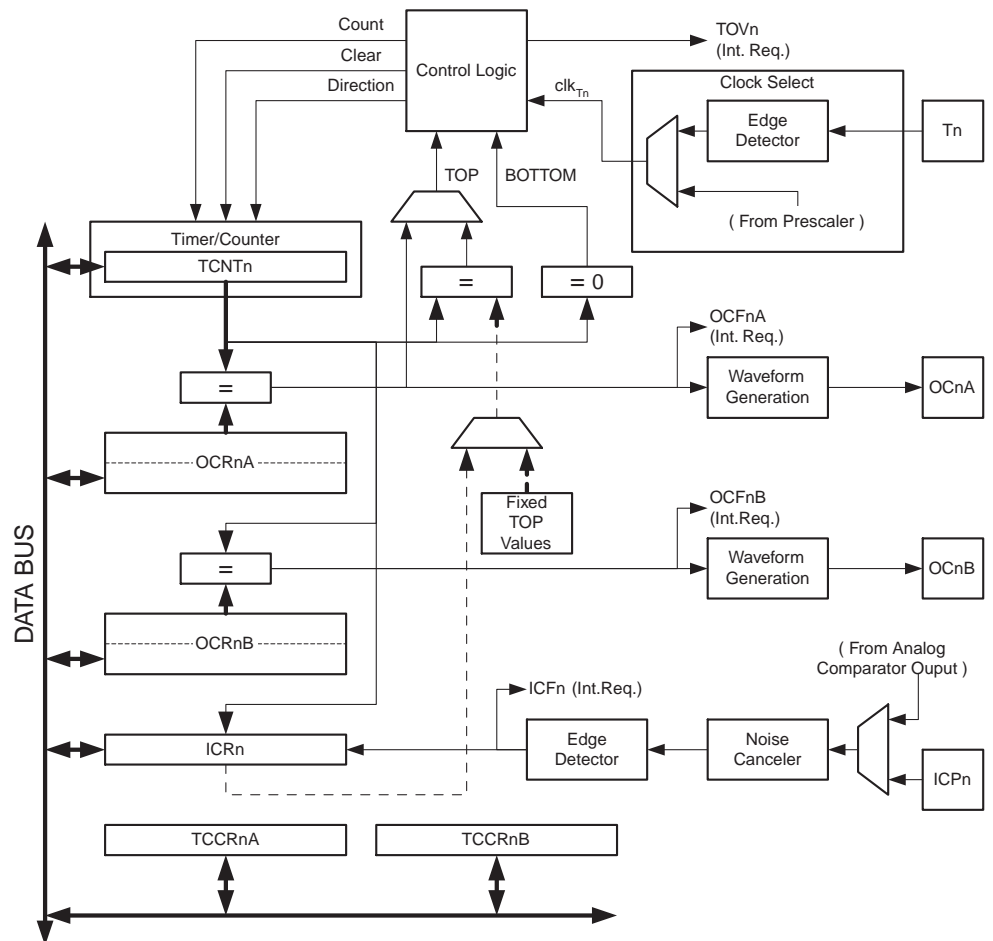 Count
Clear
Direction
Control Logic
TOVn
(Int. Req.)
clkTn
Clock Select
Edge
Detector
Tn
( From Prescaler )
TOP
BOTTOM
Timer/Counter
TCNTn
=
= 0
OCFnA
(Int. Req.)
=
Waveform
Generation
OCnA
OCRnA
Fixed
TOP
Values
OCFnB
(Int.Req.)
=
Waveform
Generation
OCnB
DATA BUS
OCRnB
( From Analog
Comparator Ouput )
ICFn (Int.Req.)
ICRn
Edge
Detector
Noise
Canceler
ICPn
TCCRnA
TCCRnB